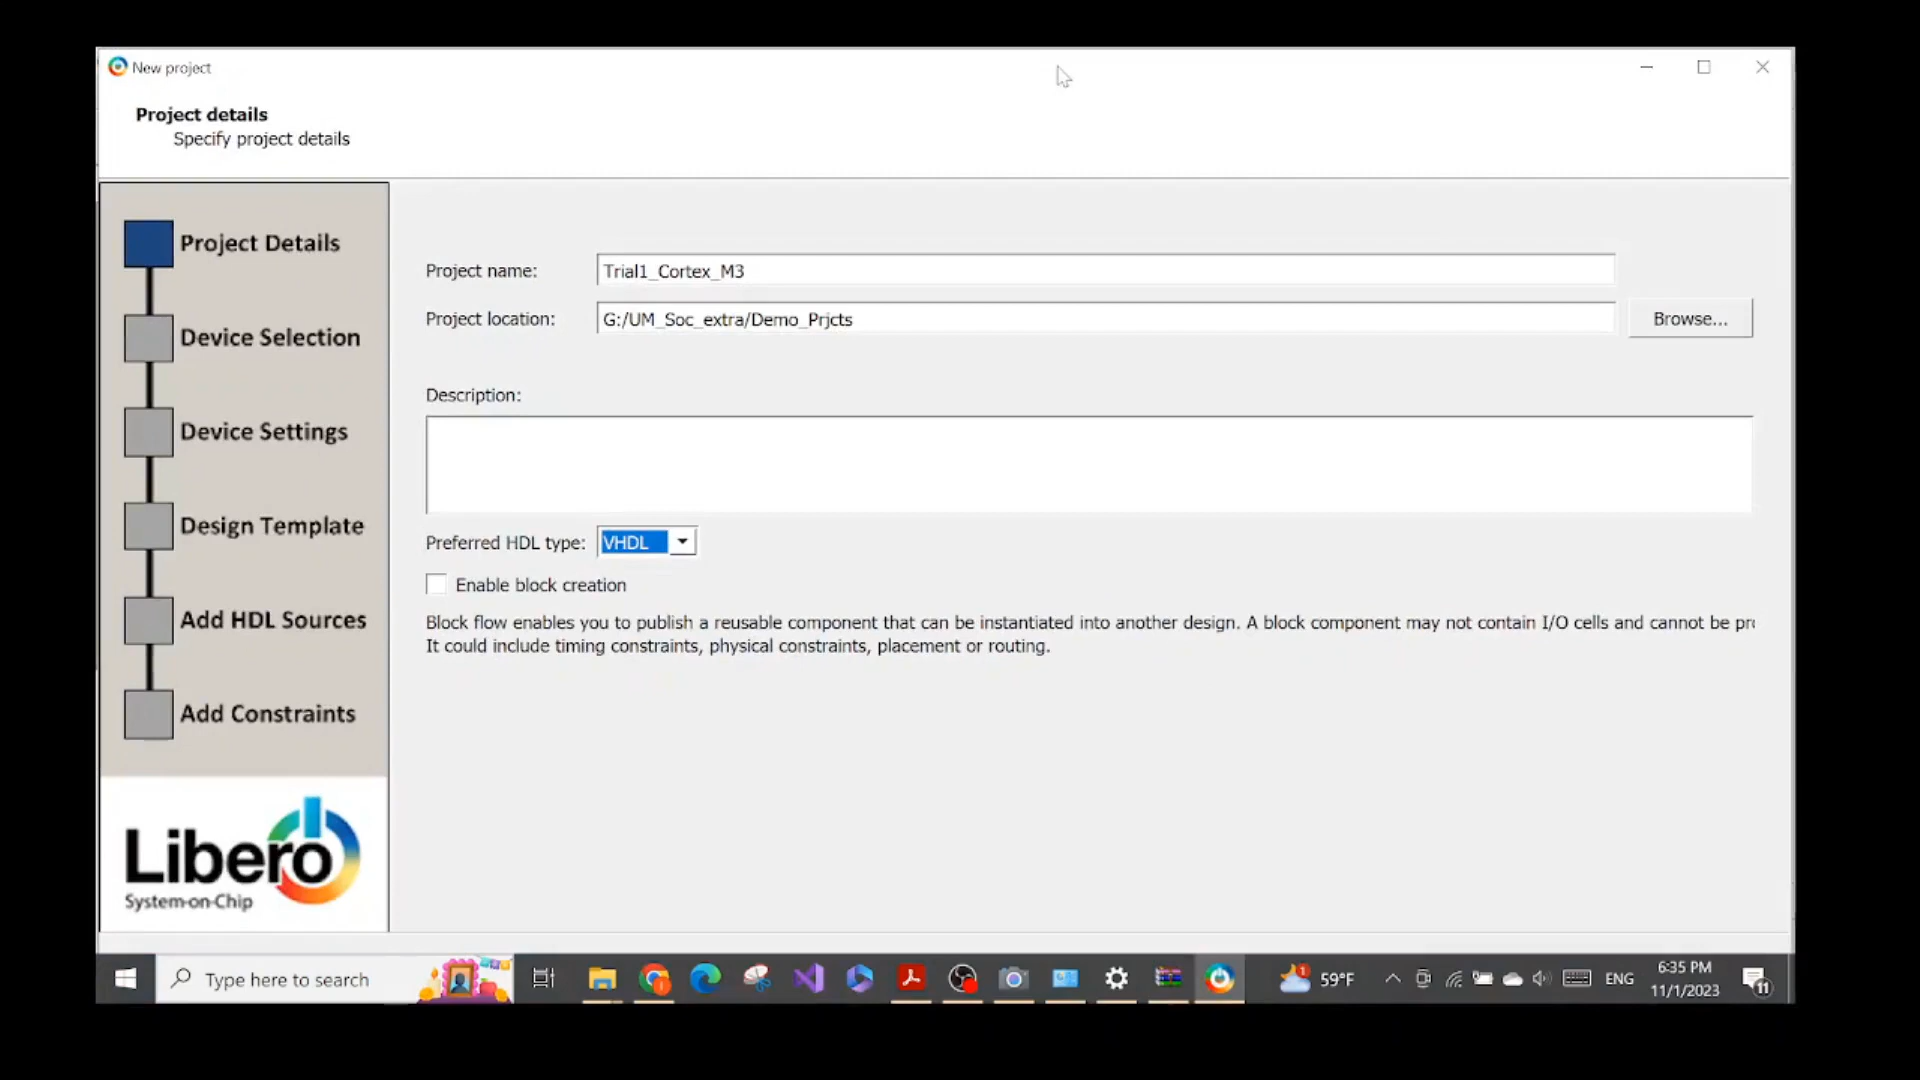 New project
Project details
Specify project details
Project Details
Device Selection
Device Settings
Design Template
Add HDL Sources
Add Constraints
Libero
System-on-Chip
Project name: Trial1_Cortex_M3
Project location: G:/UM_Soc_extra/Demo_Prjcts Browse...
Description:
Preferred HDL type: VHDL
Enable block creation
Block flow enables you to publish a reusable component that can be instantiated into another design. A block component may not contain I/O cells and cannot be pro
It could include timing constraints, physical constraints, placement or routing.
Type here to search
59°F ENG
6:35 PM
11/1/2023
11